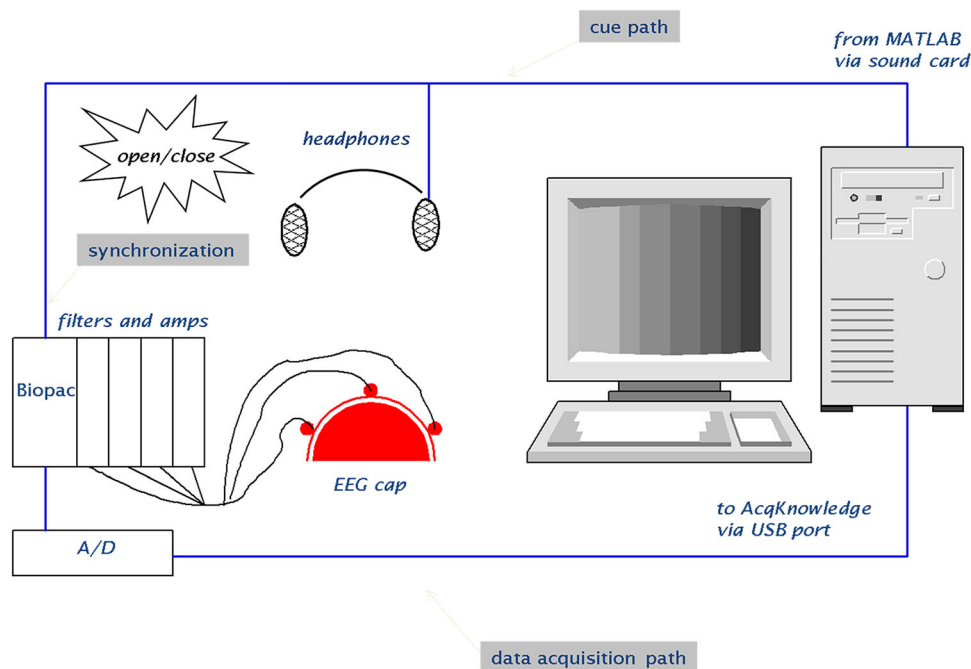 cue path
from MATLAB
via sound card
open/close
headphones
synchronization
filters and amps
Biopac
EEG cap
to AcqKnowledge
via USB port
A/D
data acquisition path